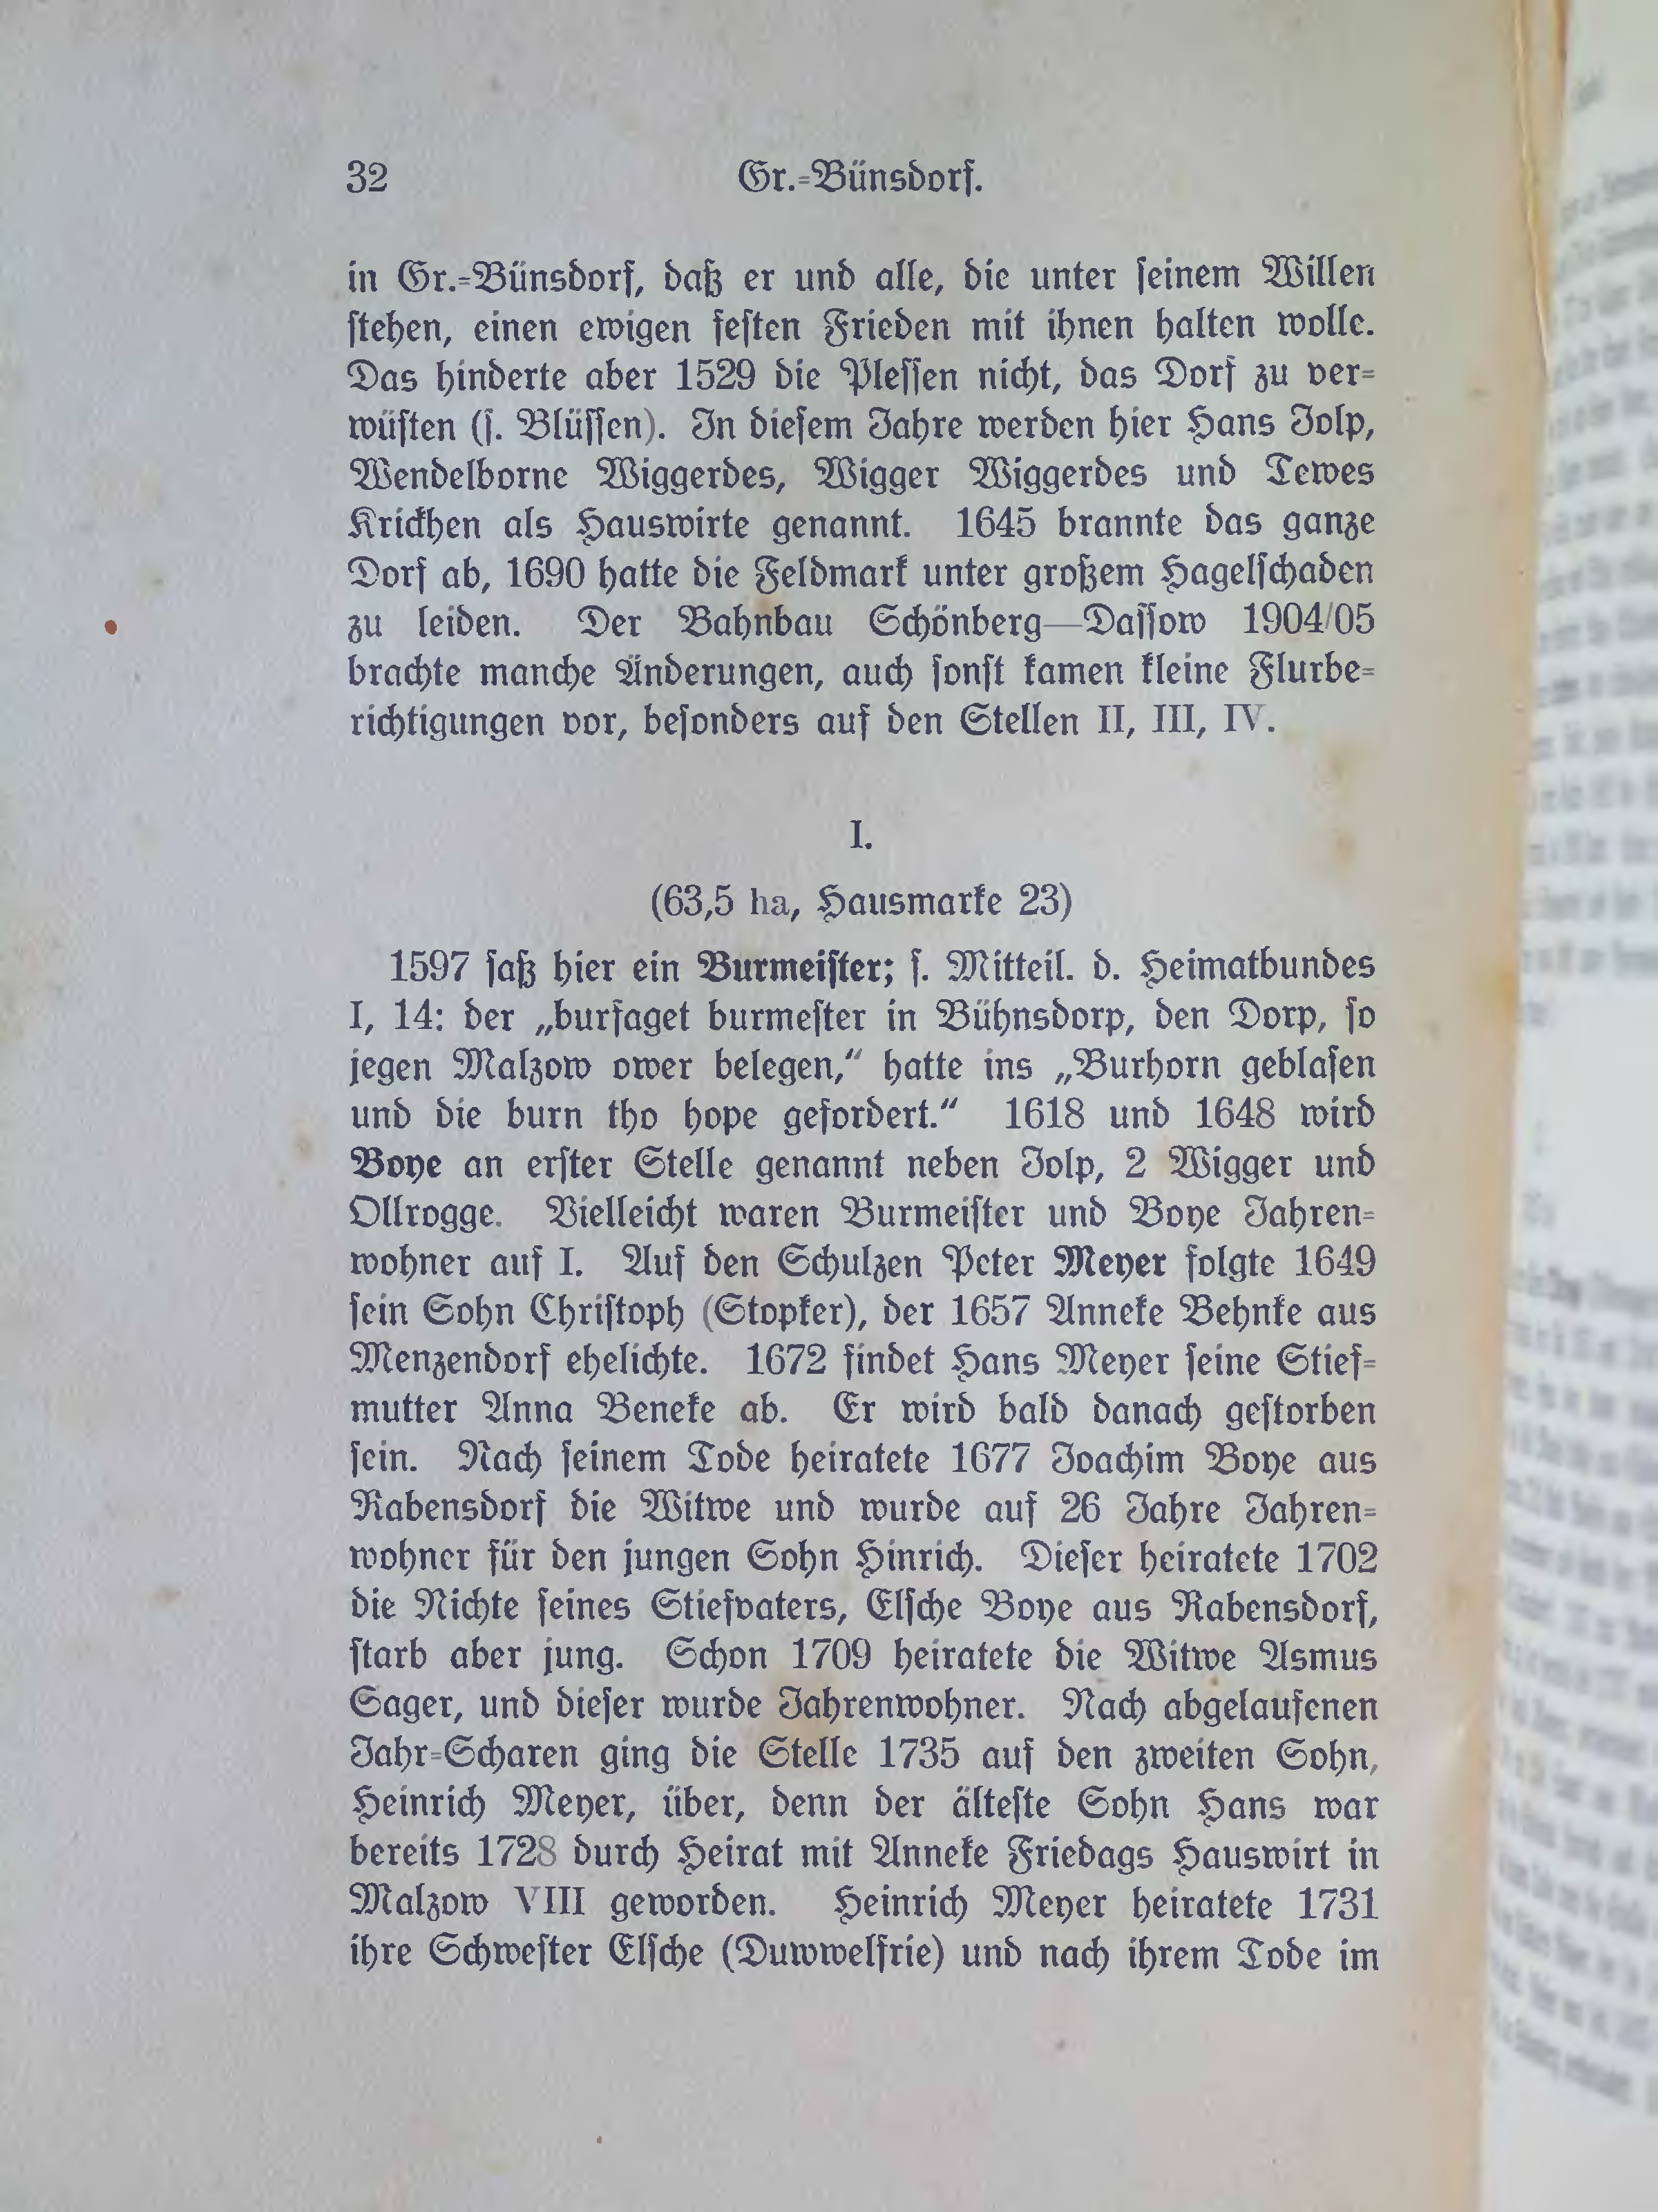 32 Gr.-Bünsdorf.
in Gr.-Bünsdorf, daß er und alle, die unter seinem Willen
stehen, einen ewigen festen Frieden mit ihnen halten wolle.
Das hinderte aber 1529 die Plessen nicht, das Dorf zu ver-
wüsten (s. Blüssen). In diesem Jahre werden hier Hans Jolp,
Wendelborne Wiggerdes, Wigger Wiggerdes und Tewes
Krickhen als Hauswirte genannt. 1645 brannte das ganze
Dorf ab, 1690 hatte die Feldmark unter großem Hagelschaden
zu leiden. Der Bahnbau Schönberg—Dassow 1904/05
brachte manche Änderungen, auch sonst kamen kleine Flurbe-
richtigungen vor, besonders auf den Stellen II, III, IV.
I.
(63,5 ha, Hausmarke 23)
1597 saß hier ein Burmeister; s. Mitteil. d. Heimatbundes
I, 14: der „bursaget burmester in Bühnsdorp, den Dorp, so
jegen Malzow ower belegen,“ hatte ins „Burhorn geblasen
und die burn tho hope gefordert.“ 1618 und 1648 wird
Boye an erster Stelle genannt neben Jolp, 2 Wigger und
Ollrogge. Vielleicht waren Burmeister und Boye Jahren-
wohner auf I. Auf den Schulzen Peter Meyer folgte 1649
sein Sohn Christoph (Stopfer), der 1657 Anneke Behnke aus
Menzendorf ehelichte. 1672 findet Hans Meyer seine Stief-
mutter Anna Beneke ab. Er wird bald danach gestorben
sein. Nach seinem Tode heiratete 1677 Joachim Boye aus
Rabensdorf die Witwe und wurde auf 26 Jahre Jahren-
wohner für den jungen Sohn Hinrich. Dieser heiratete 1702
die Nichte seines Stiefvaters, Elsche Boye aus Rabensdorf,
starb aber jung. Schon 1709 heiratete die Witwe Asmus
Sager, und dieser wurde Jahrenwohner. Nach abgelaufenen
Jahr-Scharen ging die Stelle 1735 auf den zweiten Sohn,
Heinrich Meyer, über, denn der älteste Sohn Hans war
bereits 1728 durch Heirat mit Anneke Friedags Hauswirt in
Malzow VIII geworden. Heinrich Meyer heiratete 1731
ihre Schwester Elsche (Duwwelfrie) und nach ihrem Tode im